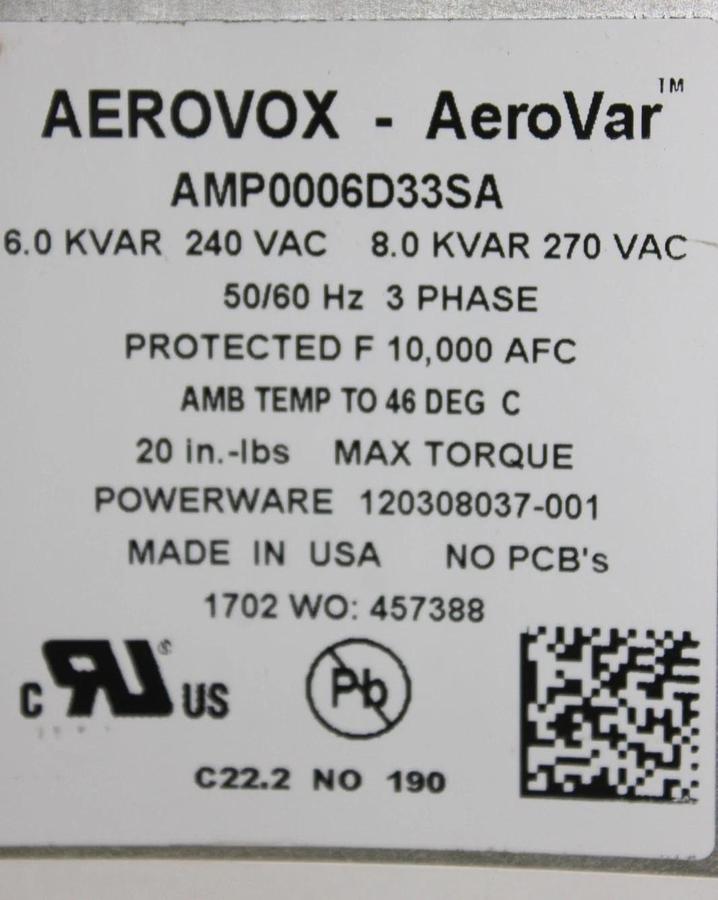 AEROVOX - AeroVar™
AMP0006D33SA
6.0 KVAR 240 VAC 8.0 KVAR 270 VAC
50/60 Hz 3 PHASE
PROTECTED F 10,000 AFC
AMB TEMP TO 46 DEG C
20 in.-lbs MAX TORQUE
POWERWARE 120308037-001
MADE IN USA NO PCB's
1702 WO: 457388
C RU® US Pb
C22.2 NO 190